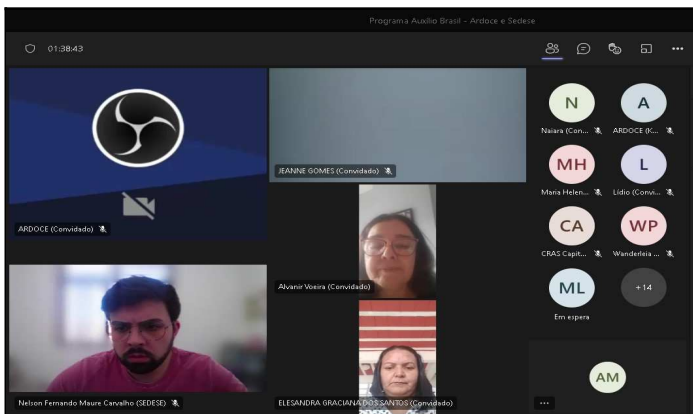 Programa Auxílio Brasil - Ardoce e Sedese
01:38:43
ARDOCE (Convidado)
JEANNE GOMES (Convidado)
Alvanir Voeira (Convidado)
Nelson Fernando Maure Carvalho (SEDESE)
ELESANDRA GRACIANA DOS SANTOS (Convidado)
N
A
Naiara (Con...
ARDOCE (K...
MH
L
Maria Helen...
Lídio (Convi...
CA
WP
CRAS Capit...
Wanderleia ...
ML
+14
Em espera
AM